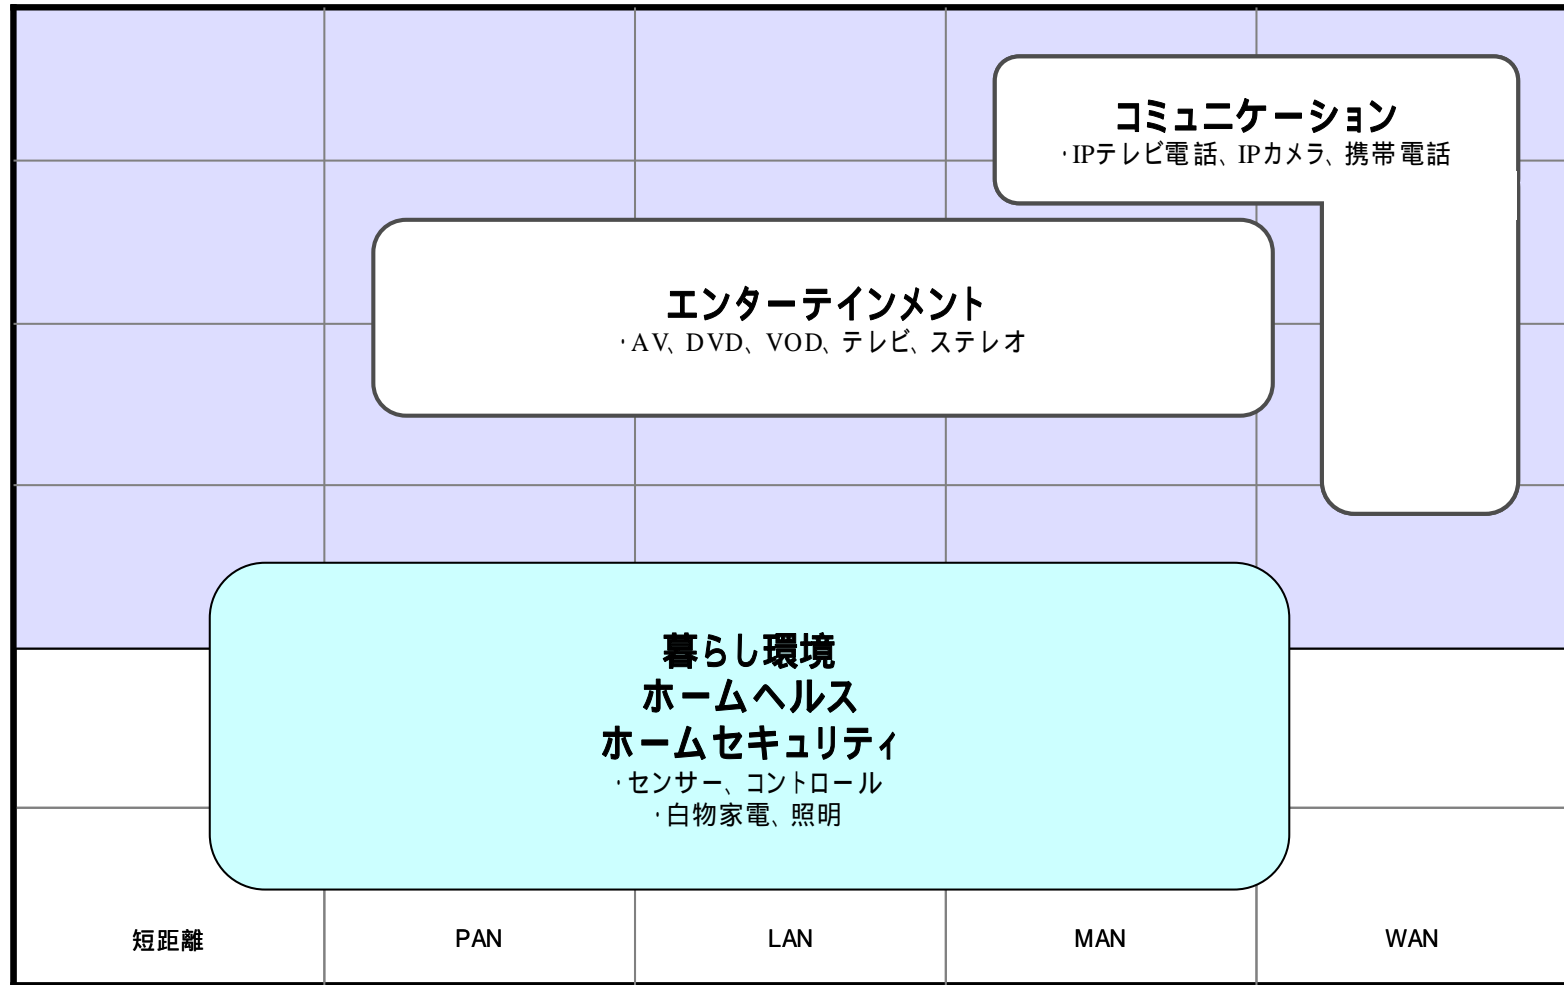 コミュニケーション
・IPテレビ電話、IPカメラ、携帯電話
エンターテインメント
・AV、DVD、VOD、テレビ、ステレオ
暮らし環境
ホームヘルス
ホームセキュリティ
・センサー、コントロール
・白物家電、照明
短距離
PAN
LAN
MAN
WAN